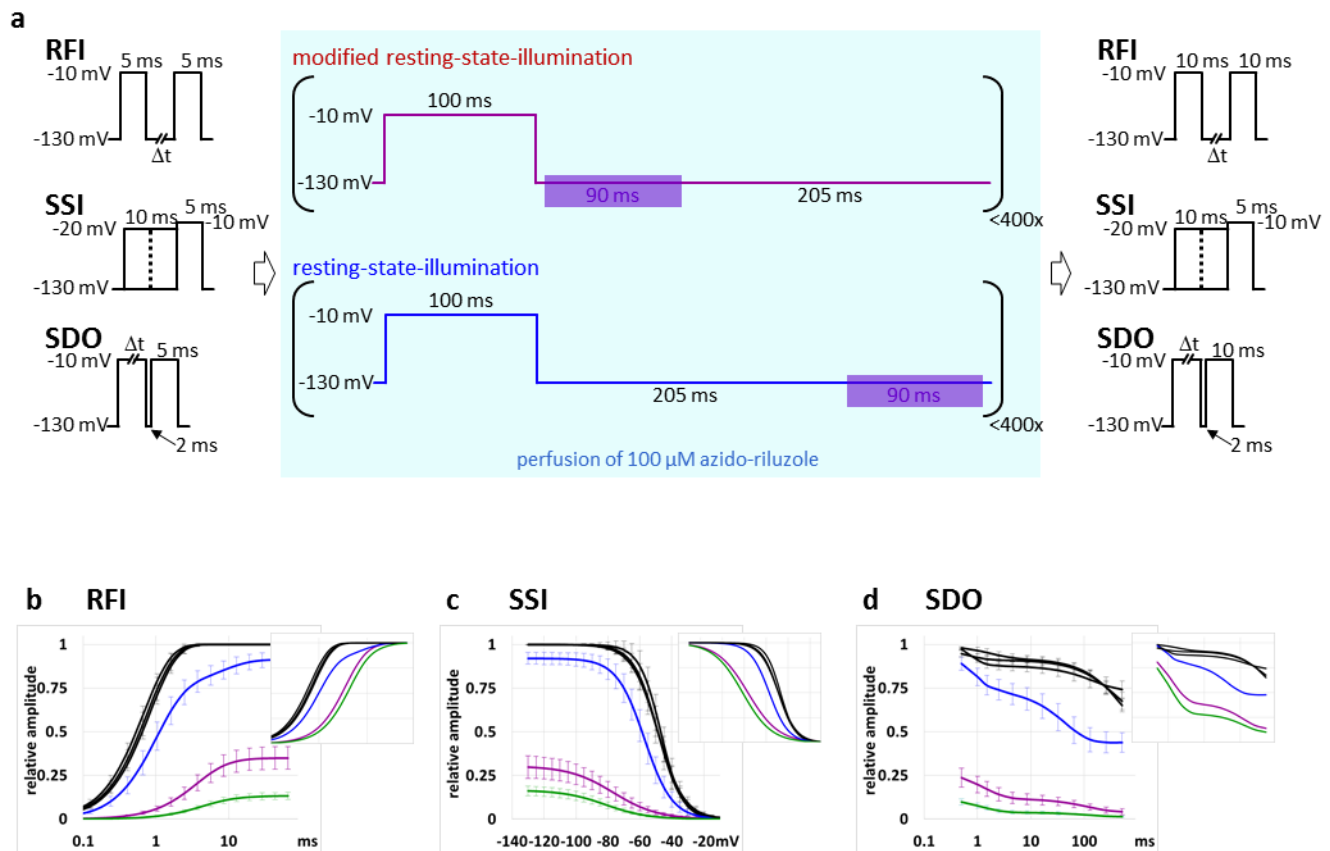 a
RFI
5 ms 5 ms
-10 mV
-130 mV
Δt
SSI
10 ms 5 ms
-20 mV -10 mV
-130 mV
SDO
Δt 5 ms
-10 mV
-130 mV
2 ms
modified resting-state-illumination
100 ms
-10 mV
-130 mV
90 ms 205 ms
<400x
resting-state-illumination
100 ms
-10 mV
-130 mV
205 ms 90 ms
<400x
perfusion of 100 µM azido-riluzole
RFI
10 ms 10 ms
-10 mV
-130 mV
Δt
SSI
10 ms 5 ms
-20 mV -10 mV
-130 mV
SDO
Δt 10 ms
-10 mV
-130 mV
2 ms
b RFI
relative amplitude
1
0.75
0.5
0.25
0
0.1 1 10 ms
c SSI
relative amplitude
1
0.75
0.5
0.25
0
-140 -120 -100 -80 -60 -40 -20mV
d SDO
relative amplitude
1
0.75
0.5
0.25
0
0.1 1 10 100 ms